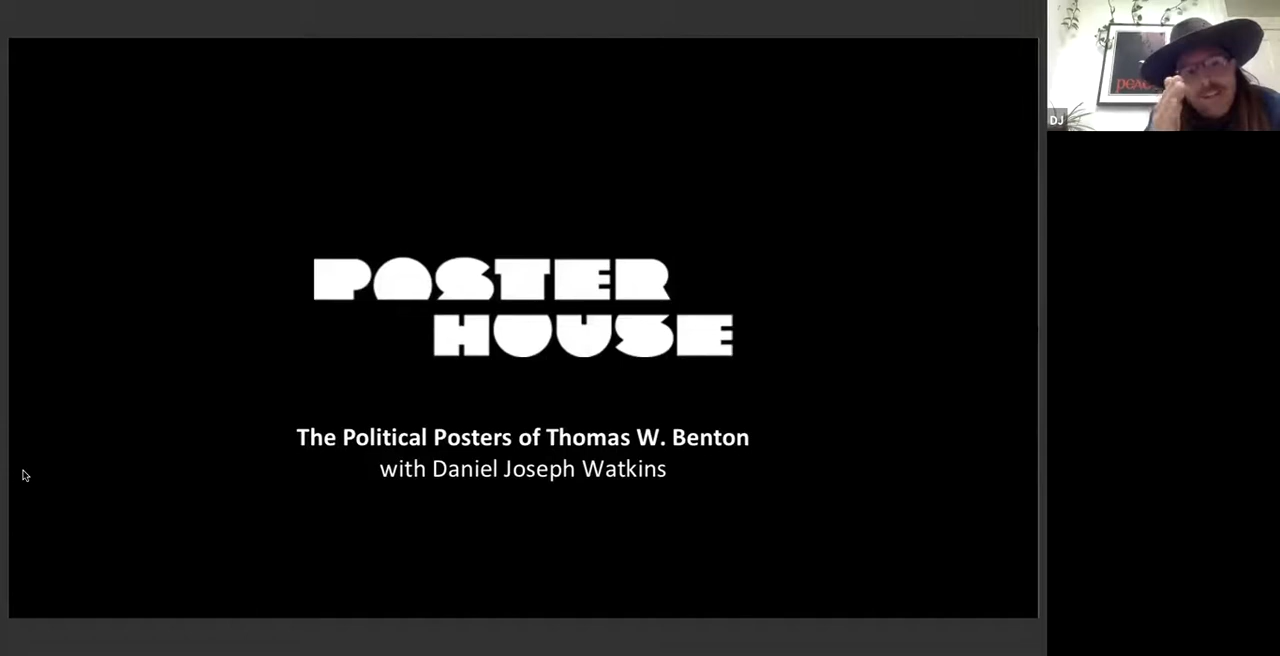 POSTER
HOUSE
The Political Posters of Thomas W. Benton
with Daniel Joseph Watkins
DJ